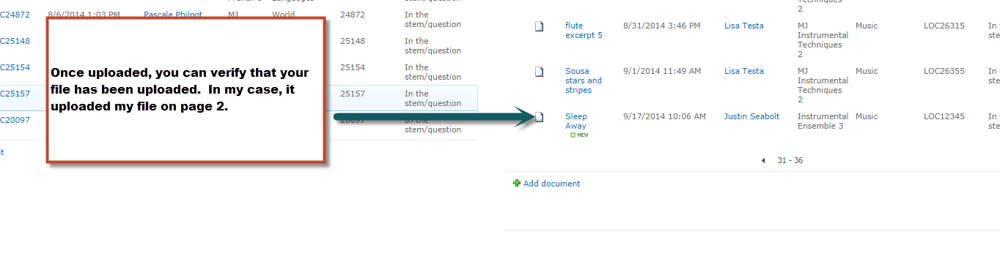 French 3
Languages
C24872
8/6/2014 1:03 PM
Pascale Philpot
MJ
World
24872
In the
stem/question
C25148
25148
In the
stem/question
C25154
25154
In the
stem/question
C25157
25157
In the
stem/question
C20097
20097
In the
stem/question
Once uploaded, you can verify that your
file has been uploaded.  In my case, it
uploaded my file on page 2.
Techniques
2
flute
excerpt 5
8/31/2014 3:46 PM
Lisa Testa
MJ
Instrumental
Techniques
2
Music
LOC26315
In
ste
Sousa
stars and
stripes
9/1/2014 11:49 AM
Lisa Testa
MJ
Instrumental
Techniques
2
Music
LOC26355
In
ste
Sleep
Away
NEW
9/17/2014 10:06 AM
Justin Seabolt
Instrumental
Ensemble 3
Music
LOC12345
In
ste
31 - 36
Add document